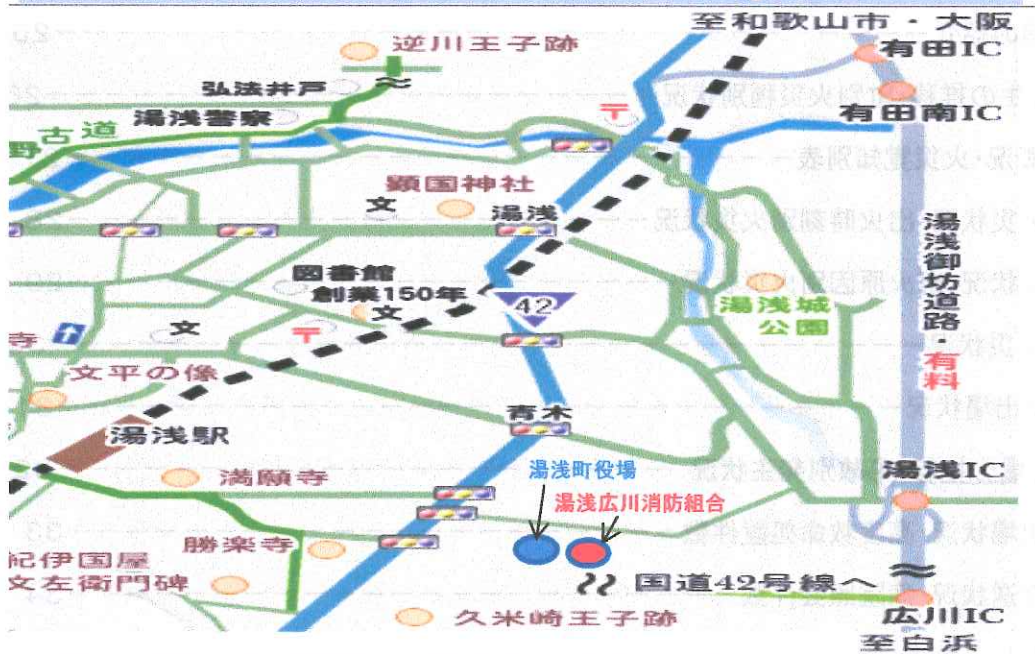 至和歌山市・大阪
逆川王子跡
有田IC
弘法井戸
湯浅警察
〒
有田南IC
野古道
顕国神社
文
湯浅
湯浅御坊道路・有料
図書館
創業150年
42
文
湯浅城
公園
寺
文
〒
文平の像
青木
湯浅駅
湯浅町役場
湯浅IC
満願寺
湯浅広川消防組合
勝楽寺
紀伊国屋
文左衛門碑
国道42号線へ
久米崎王子跡
広川IC
至白浜